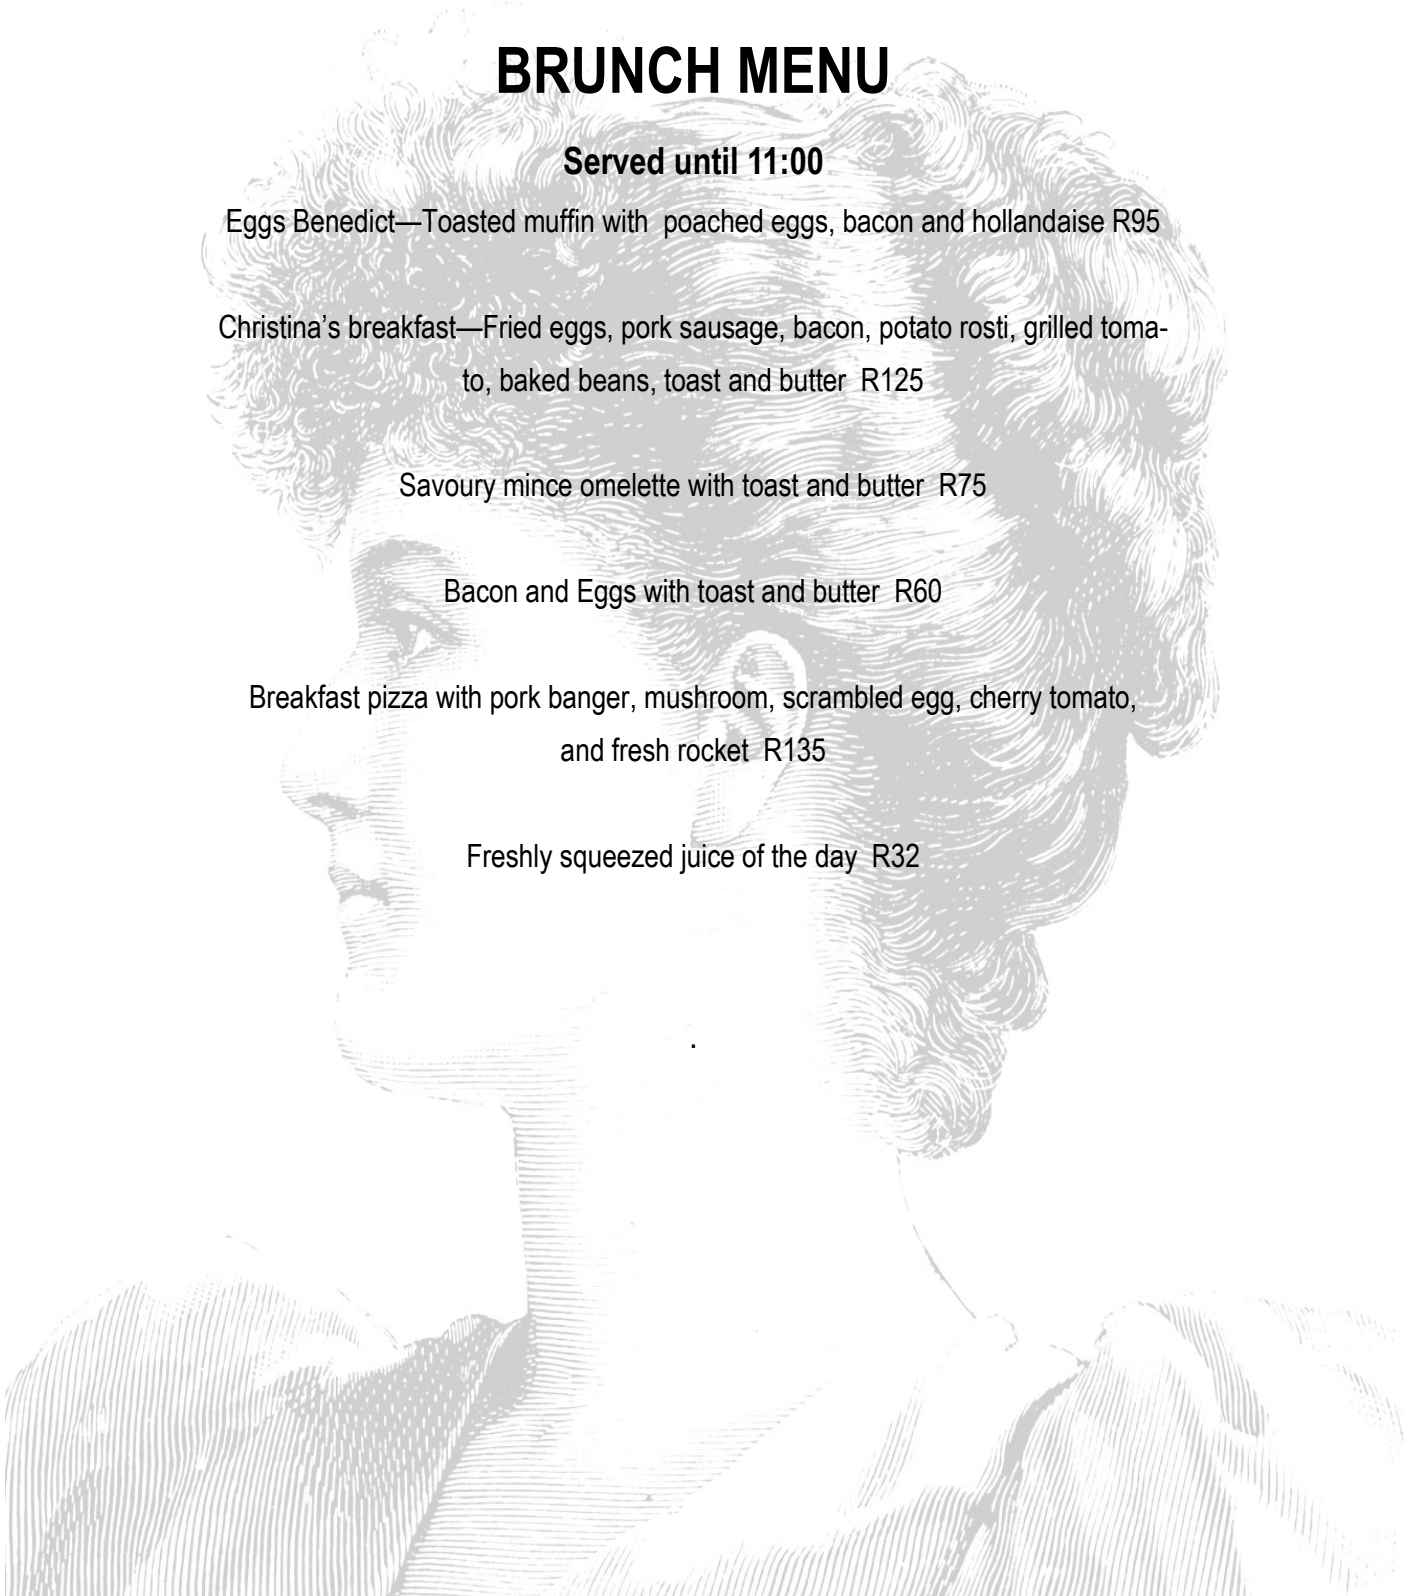 BRUNCH MENU
Served until 11:00
Eggs Benedict—Toasted muffin with  poached eggs, bacon and hollandaise R95
Christina’s breakfast—Fried eggs, pork sausage, bacon, potato rosti, grilled toma-
to, baked beans, toast and butter  R125
Savoury mince omelette with toast and butter  R75
Bacon and Eggs with toast and butter  R60
Breakfast pizza with pork banger, mushroom, scrambled egg, cherry tomato,
and fresh rocket  R135
Freshly squeezed juice of the day  R32
.